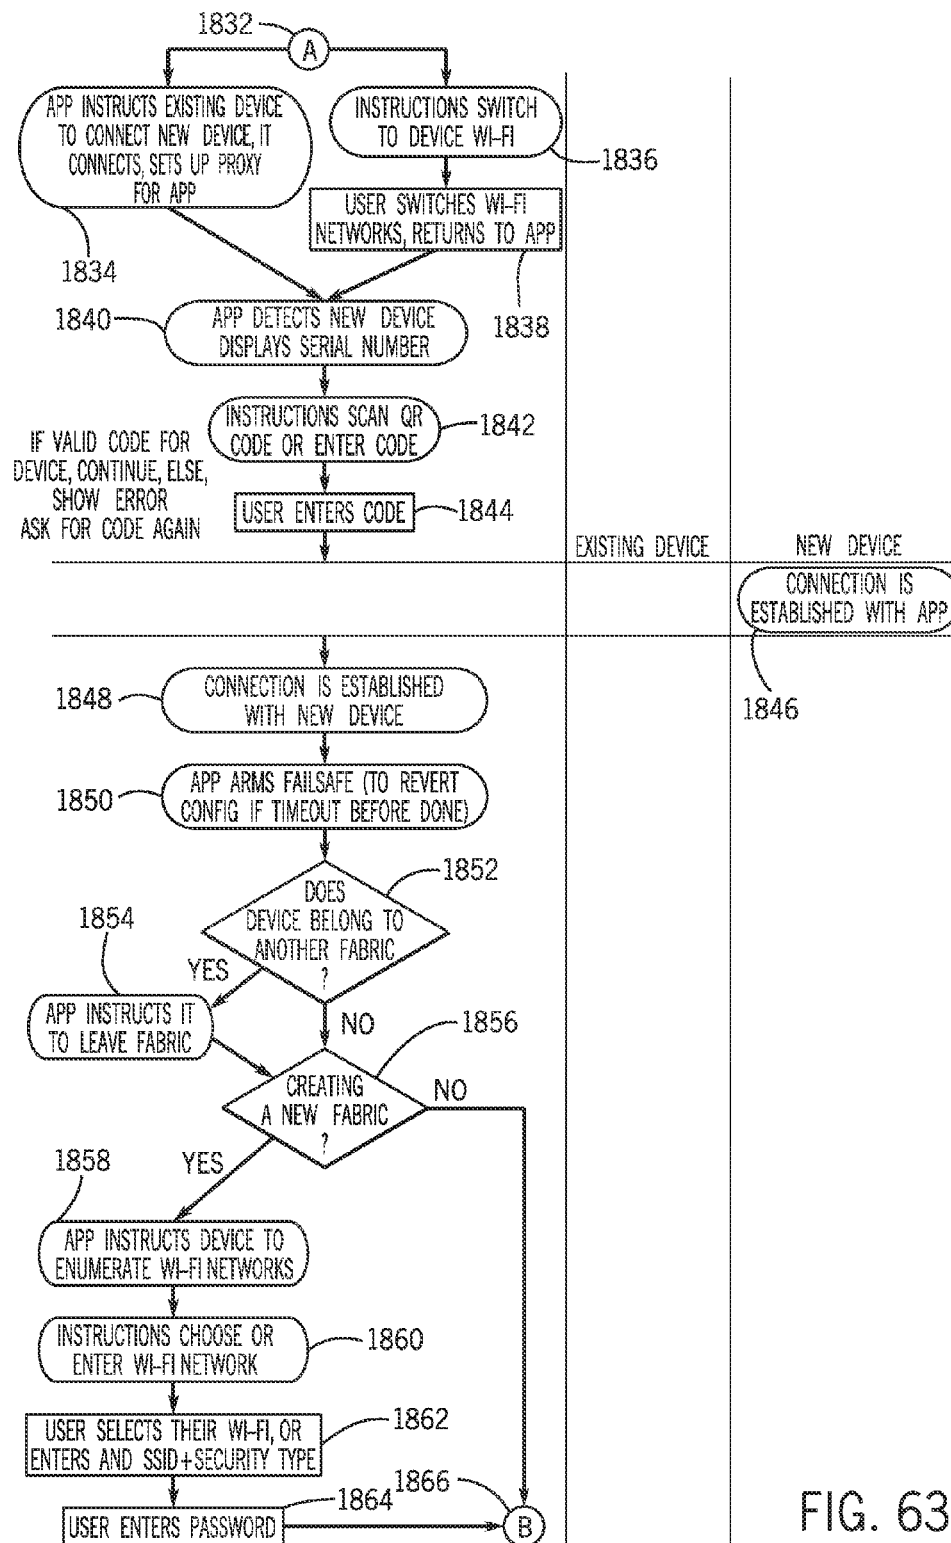 1832
A
APP INSTRUCTS EXISTING DEVICE
TO CONNECT NEW DEVICE, IT
CONNECTS, SETS UP PROXY
FOR APP
1834
INSTRUCTIONS SWITCH
TO DEVICE WI-FI
1836
USER SWITCHES WI-FI
NETWORKS, RETURNS TO APP
1838
1840
APP DETECTS NEW DEVICE
DISPLAYS SERIAL NUMBER
INSTRUCTIONS SCAN QR
CODE OR ENTER CODE
1842
IF VALID CODE FOR
DEVICE, CONTINUE, ELSE,
SHOW ERROR
ASK FOR CODE AGAIN
USER ENTERS CODE
1844
EXISTING DEVICE
NEW DEVICE
CONNECTION IS
ESTABLISHED WITH APP
1846
1848
CONNECTION IS ESTABLISHED
WITH NEW DEVICE
1850
APP ARMS FAILSAFE (TO REVERT
CONFIG IF TIMEOUT BEFORE DONE)
1852
DOES
DEVICE BELONG TO
ANOTHER FABRIC
?
1854
YES
APP INSTRUCTS IT
TO LEAVE FABRIC
NO
1856
CREATING
A NEW FABRIC
?
NO
YES
1858
APP INSTRUCTS DEVICE TO
ENUMERATE WI-FI NETWORKS
INSTRUCTIONS CHOOSE OR
ENTER WI-FI NETWORK
1860
USER SELECTS THEIR WI-FI, OR
ENTERS AND SSID+SECURITY TYPE
1862
1864
USER ENTERS PASSWORD
1866
B
FIG. 63